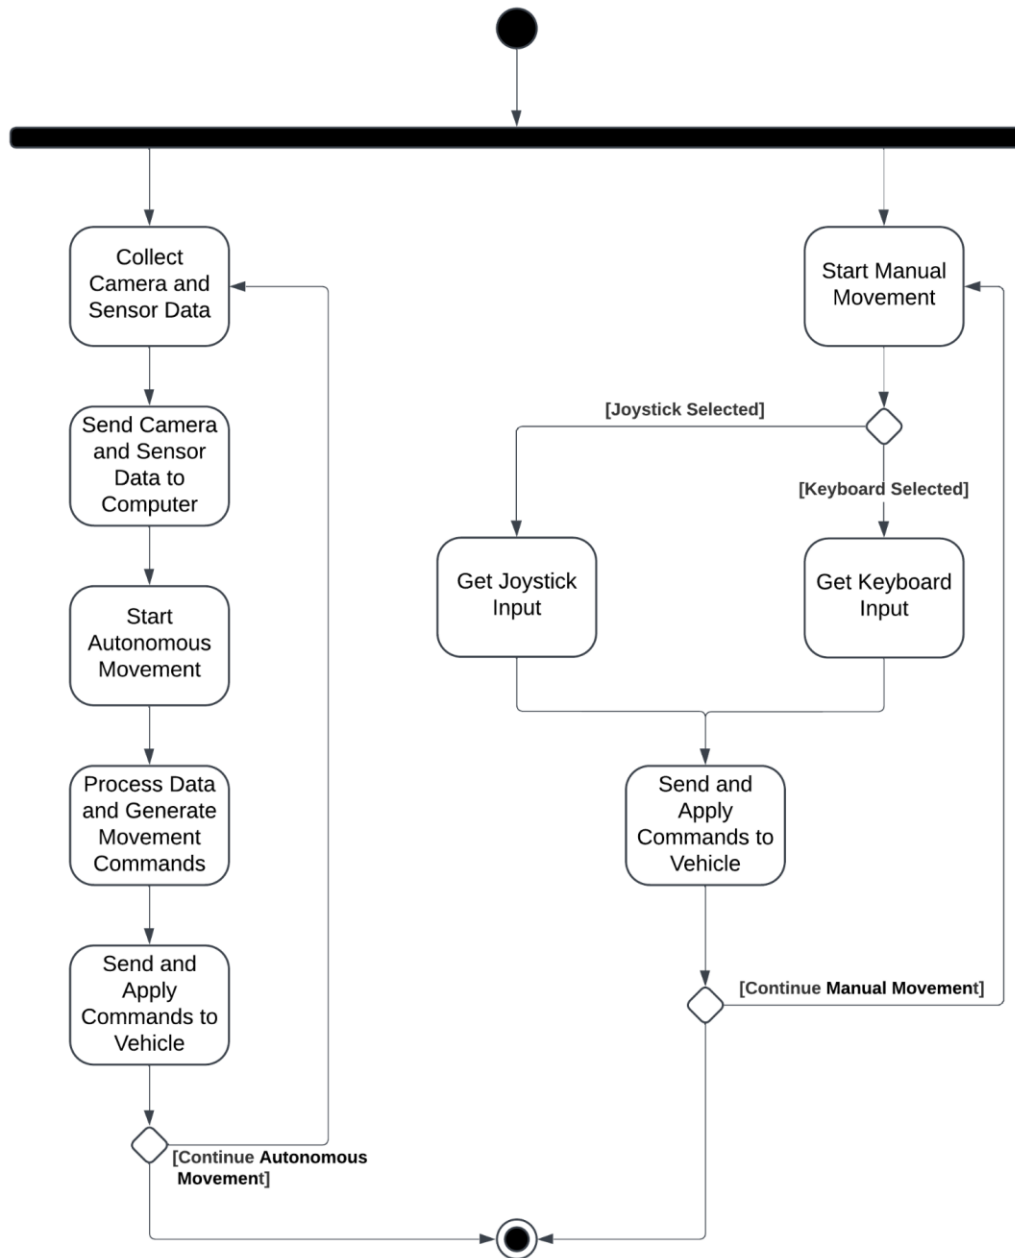 Collect
Camera and
Sensor Data
Send Camera
and Sensor
Data to
Computer
Start
Autonomous
Movement
Process Data
and Generate
Movement
Commands
Send and
Apply
Commands to
Vehicle
[Continue Autonomous
Movement]
Start Manual
Movement
[Joystick Selected]
[Keyboard Selected]
Get Joystick
Input
Get Keyboard
Input
Send and
Apply
Commands to
Vehicle
[Continue Manual Movement]